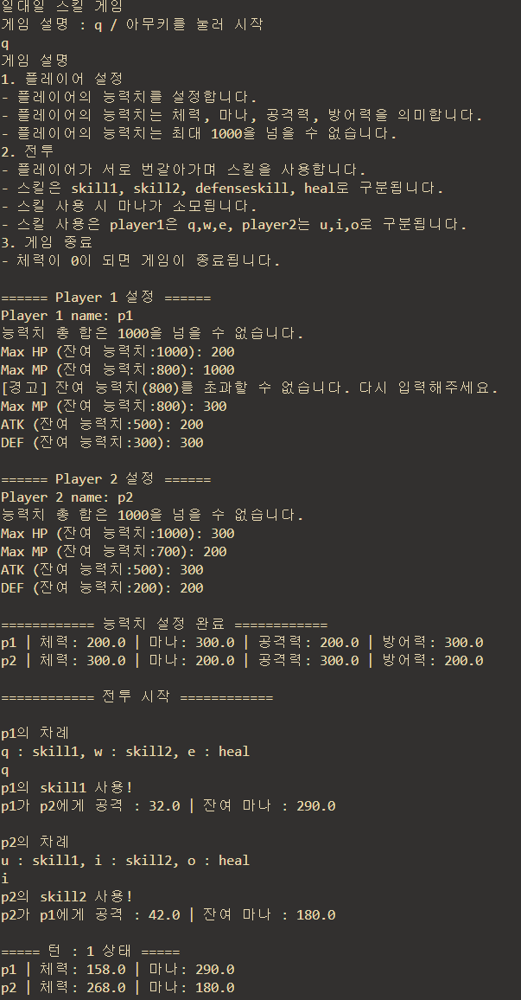 일대일 스킬 게임
게임 설명 : q / 아무키를 눌러 시작
q
게임 설명
1. 플레이어 설정
- 플레이어의 능력치를 설정합니다.
- 플레이어의 능력치는 체력, 마나, 공격력, 방어력을 의미합니다.
- 플레이어의 능력치는 최대 1000을 넘을 수 없습니다.
2. 전투
- 플레이어가 서로 번갈아가며 스킬을 사용합니다.
- 스킬은 skill1, skill2, defenseskill, heal로 구분됩니다.
- 스킬 사용 시 마나가 소모됩니다.
- 스킬 사용은 player1은 q,w,e, player2는 u,i,o로 구분됩니다.
3. 게임 종료
- 체력이 0이 되면 게임이 종료됩니다.
====== Player 1 설정 ======
Player 1 name: p1
능력치 총 합은 1000을 넘을 수 없습니다.
Max HP (잔여 능력치:1000): 200
Max MP (잔여 능력치:800): 1000
[경고] 잔여 능력치(800)를 초과할 수 없습니다. 다시 입력해주세요.
Max MP (잔여 능력치:800): 300
ATK (잔여 능력치:500): 200
DEF (잔여 능력치:300): 300
====== Player 2 설정 ======
Player 2 name: p2
능력치 총 합은 1000을 넘을 수 없습니다.
Max HP (잔여 능력치:1000): 300
Max MP (잔여 능력치:700): 200
ATK (잔여 능력치:500): 300
DEF (잔여 능력치:200): 200
============ 능력치 설정 완료 ============
p1 | 체력: 200.0 | 마나: 300.0 | 공격력: 200.0 | 방어력: 300.0
p2 | 체력: 300.0 | 마나: 200.0 | 공격력: 300.0 | 방어력: 200.0
============ 전투 시작 ============
p1의 차례
q : skill1, w : skill2, e : heal
q
p1의 skill1 사용!
p1가 p2에게 공격 : 32.0 | 잔여 마나 : 290.0
p2의 차례
u : skill1, i : skill2, o : heal
i
p2의 skill2 사용!
p2가 p1에게 공격 : 42.0 | 잔여 마나 : 180.0
===== 턴 : 1 상태 =====
p1 | 체력: 158.0 | 마나: 290.0
p2 | 체력: 268.0 | 마나: 180.0